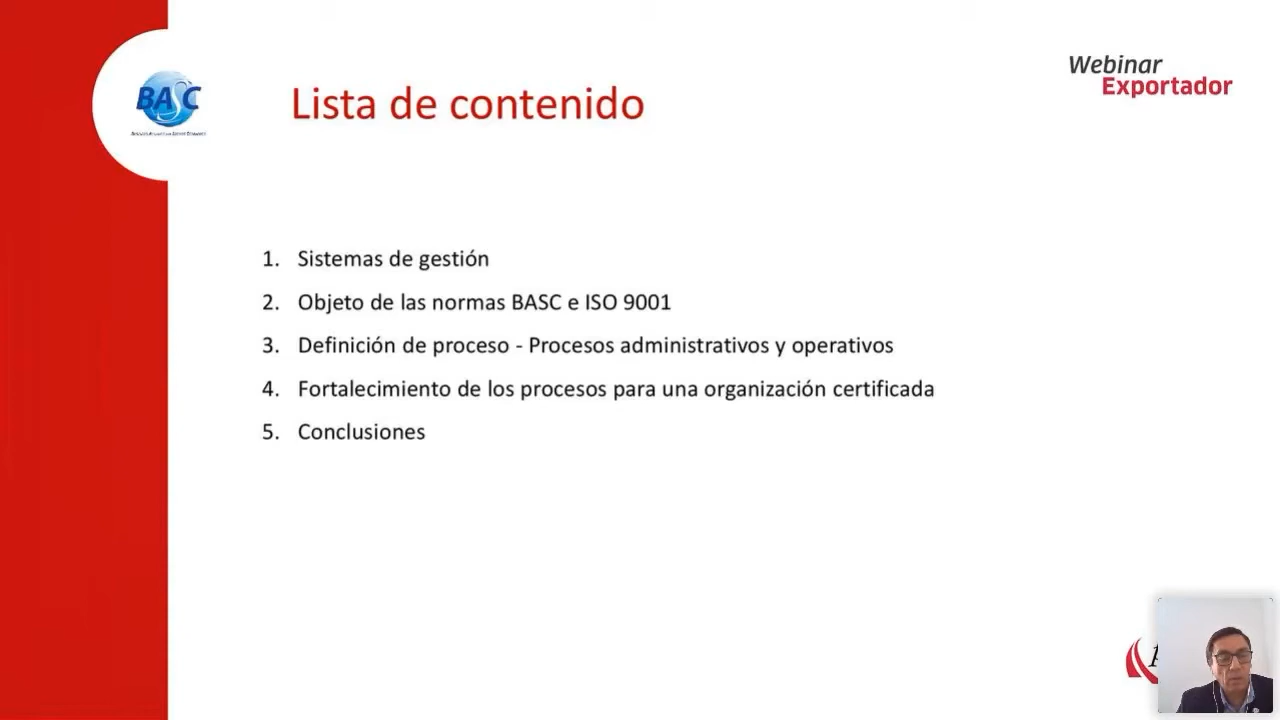 BASC
Webinar
Exportador
Lista de contenido
1. Sistemas de gestión
2. Objeto de las normas BASC e ISO 9001
3. Definición de proceso - Procesos administrativos y operativos
4. Fortalecimiento de los procesos para una organización certificada
5. Conclusiones